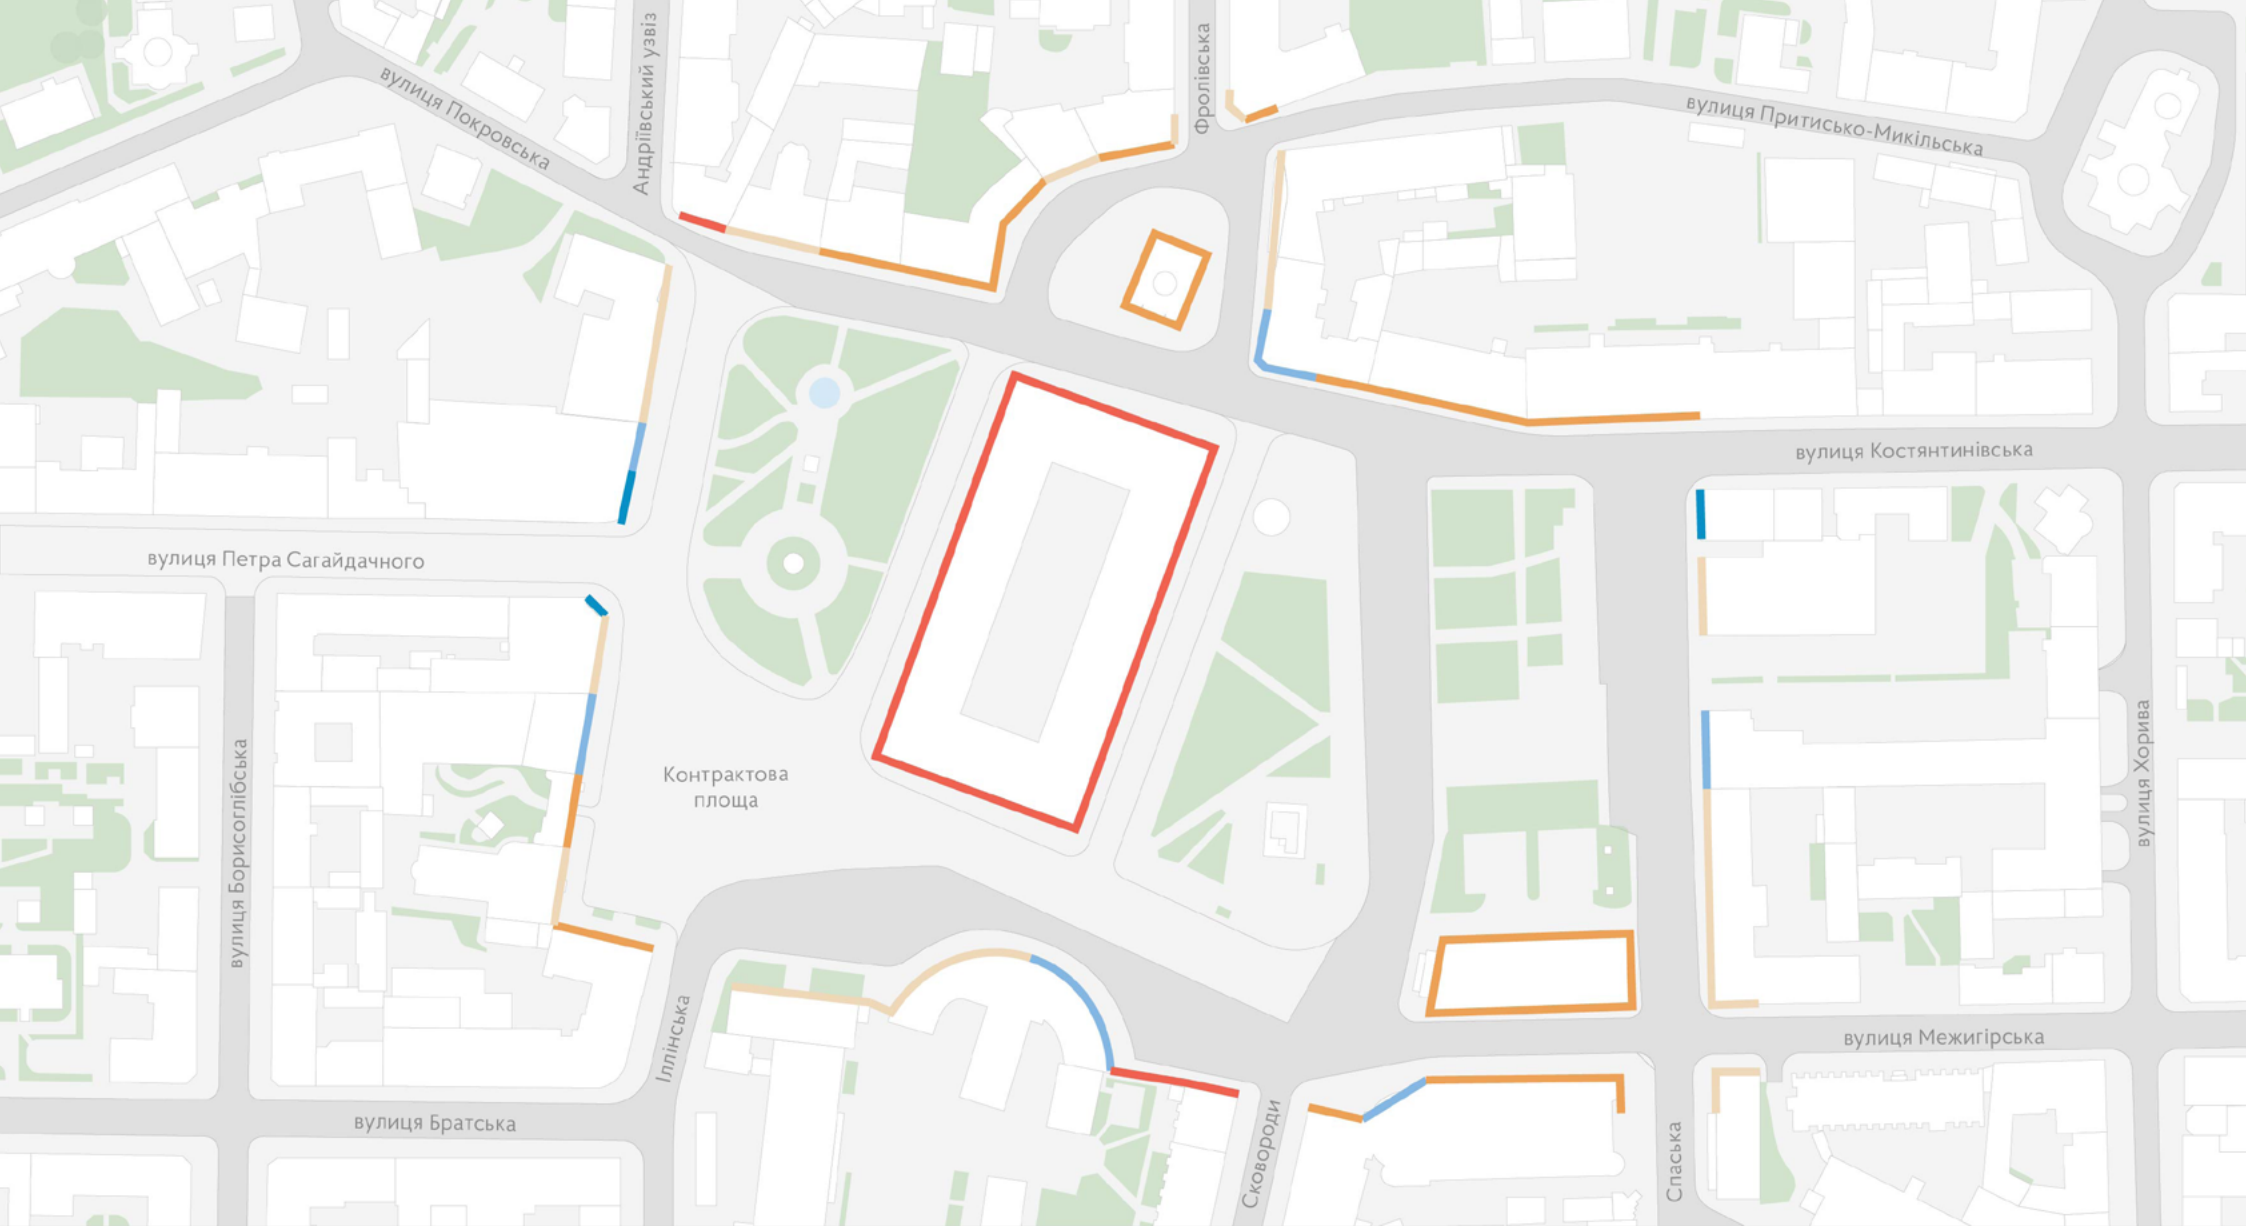 вулиця Покровська
Андріївський узвіз
Фролівська
вулиця Притисько-Микільська
вулиця Костянтинівська
вулиця Петра Сагайдачного
вулиця Борисоглібська
Контрактова
площа
вулиця Хорива
Іллінська
вулиця Межигірська
вулиця Братська
Сковороди
Спаська